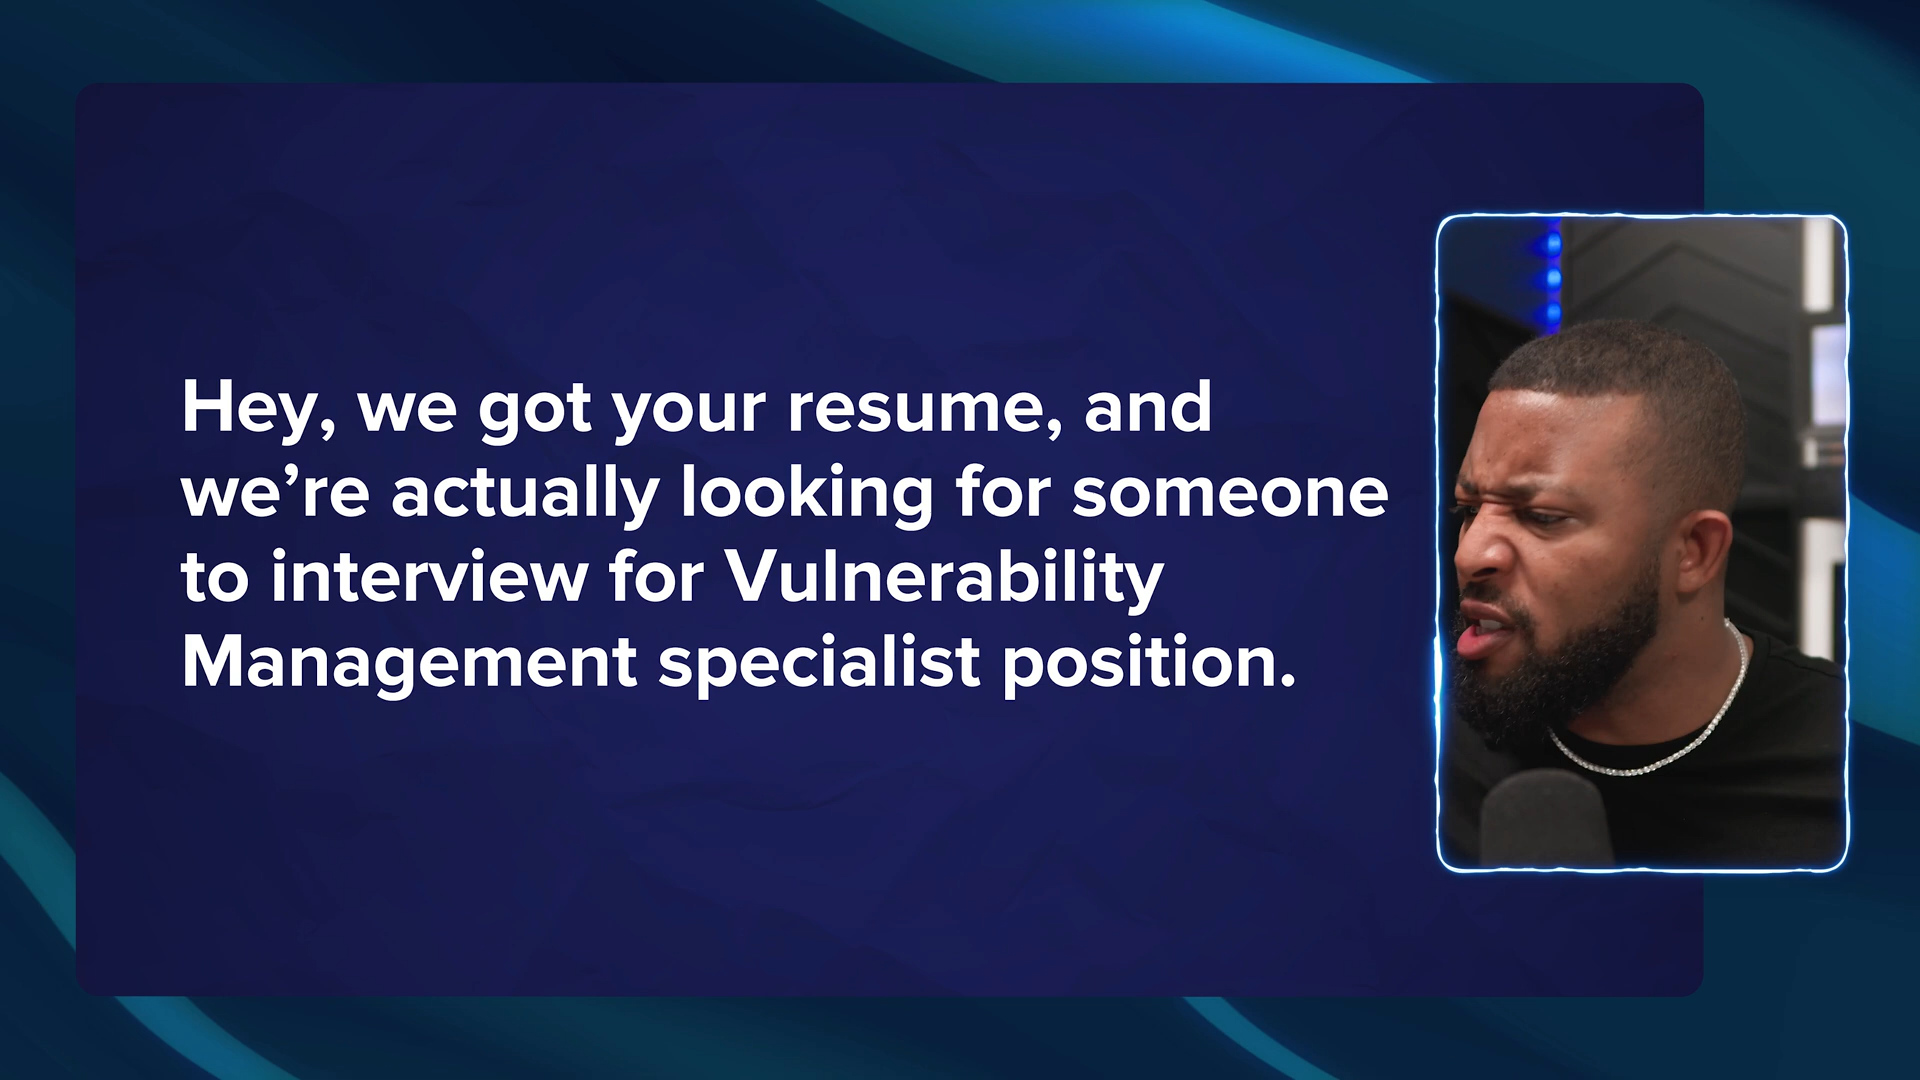 Hey, we got your resume, and
we’re actually looking for someone
to interview for Vulnerability
Management specialist position.